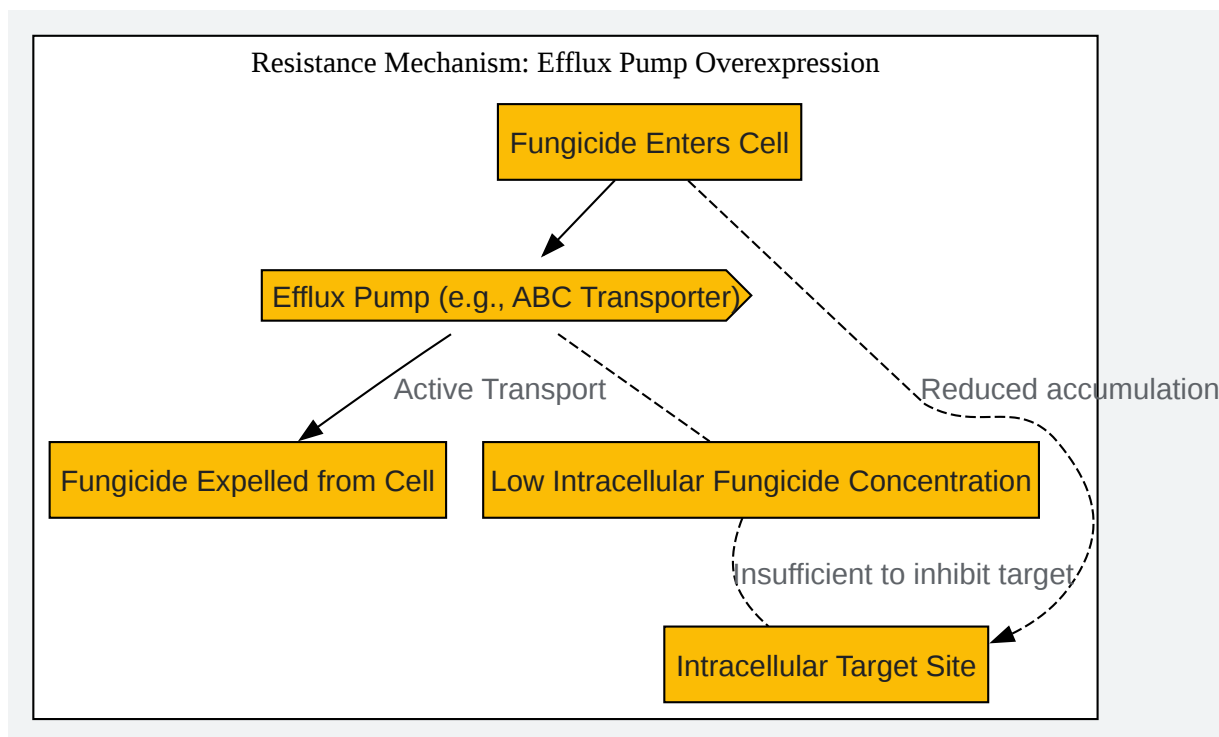 Resistance Mechanism: Efflux Pump Overexpression
Fungicide Enters Cell
Efflux Pump (e.g., ABC Transporter)
Active Transport
Reduced accumulation
Fungicide Expelled from Cell
Low Intracellular Fungicide Concentration
Insufficient to inhibit target
Intracellular Target Site